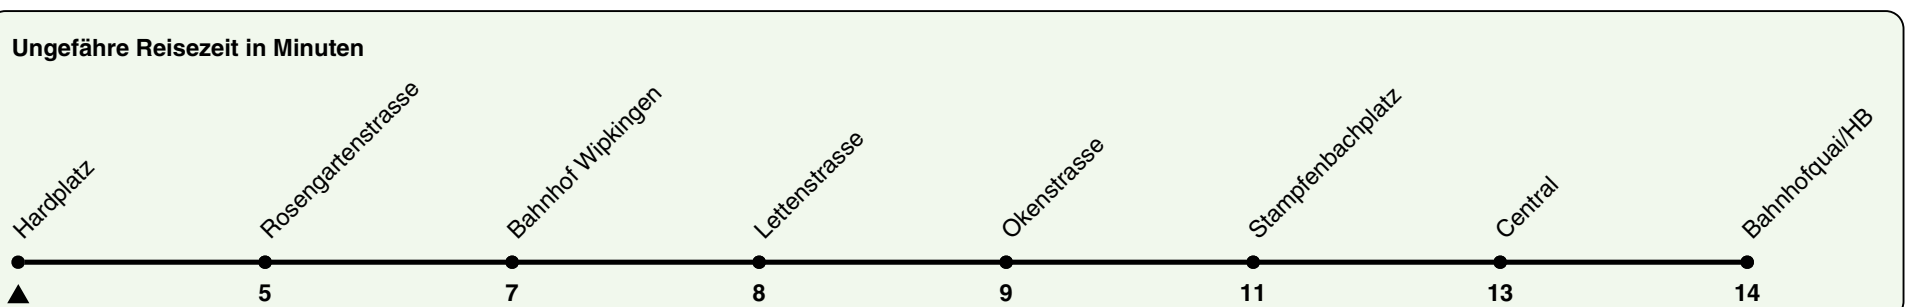 Ungefähre Reisezeit in Minuten
Hardplatz
Rosengartenstrasse
Bahnhof Wipkingen
Lettenstrasse
Okenstrasse
Stampfenbachplatz
Central
Bahnhofquai/HB
5 7 8 9 11 13 14